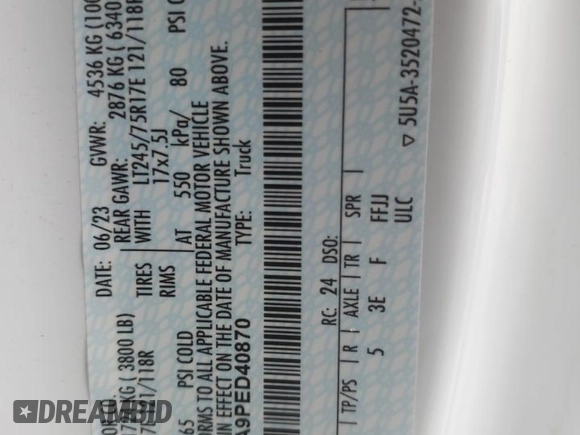 DATE: 06/23 GVWR: 4536 KG (
3800 LB) REAR GAWR: 2876 KG ( 6340
121/118R TIRES WITH LT245/75R17E 121/118R
RIMS 17x7.5J
65 PSI COLD AT 550 kPa/ 80 PSI
TO ALL APPLICABLE FEDERAL MOTOR VEHICLE
IN EFFECT ON THE DATE OF MANUFACTURE SHOWN ABOVE.
A9PED40870 TYPE: Truck
RC: 24 DSO:
TP/PS R AXLE TR SPR
5 3E F FFJJ
ULC
▽ 5U5A-3520472-
© AUTOBIDMASTER